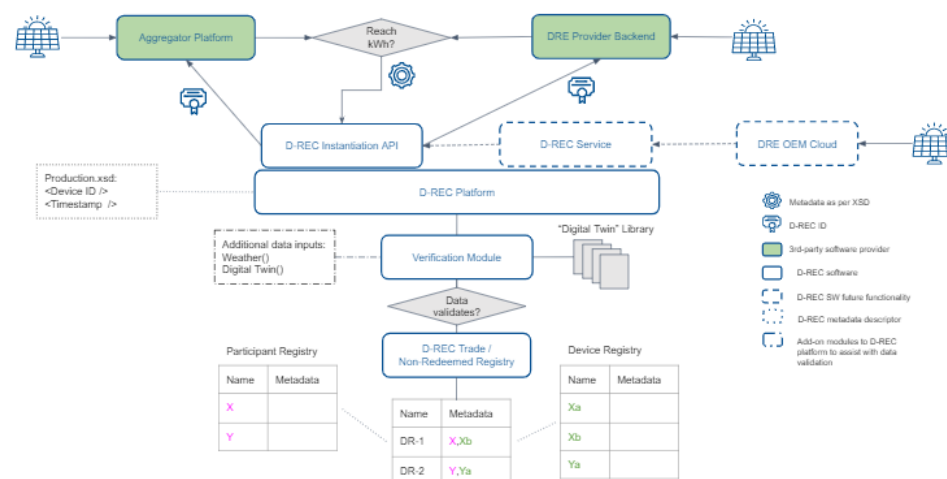 Aggregator Platform
Reach
kWh?
DRE Provider Backend
D-REC Instantiation API
D-REC Service
DRE OEM Cloud
Production.xsd:
<Device ID />
<Timestamp />
D-REC Platform
Metadata as per XSD
D-REC ID
3rd-party software provider
D-REC software
D-REC SW future functionality
D-REC metadata descriptor
Add-on modules to D-REC
platform to assist with data
validation
Additional data inputs:
Weather()
Digital Twin()
Verification Module
“Digital Twin” Library
Data
validates?
D-REC Trade /
Non-Redeemed Registry
Participant Registry
Name Metadata
X
Y
Name Metadata
DR-1 X,Xb
DR-2 Y,Ya
Device Registry
Name Metadata
Xa
Xb
Ya